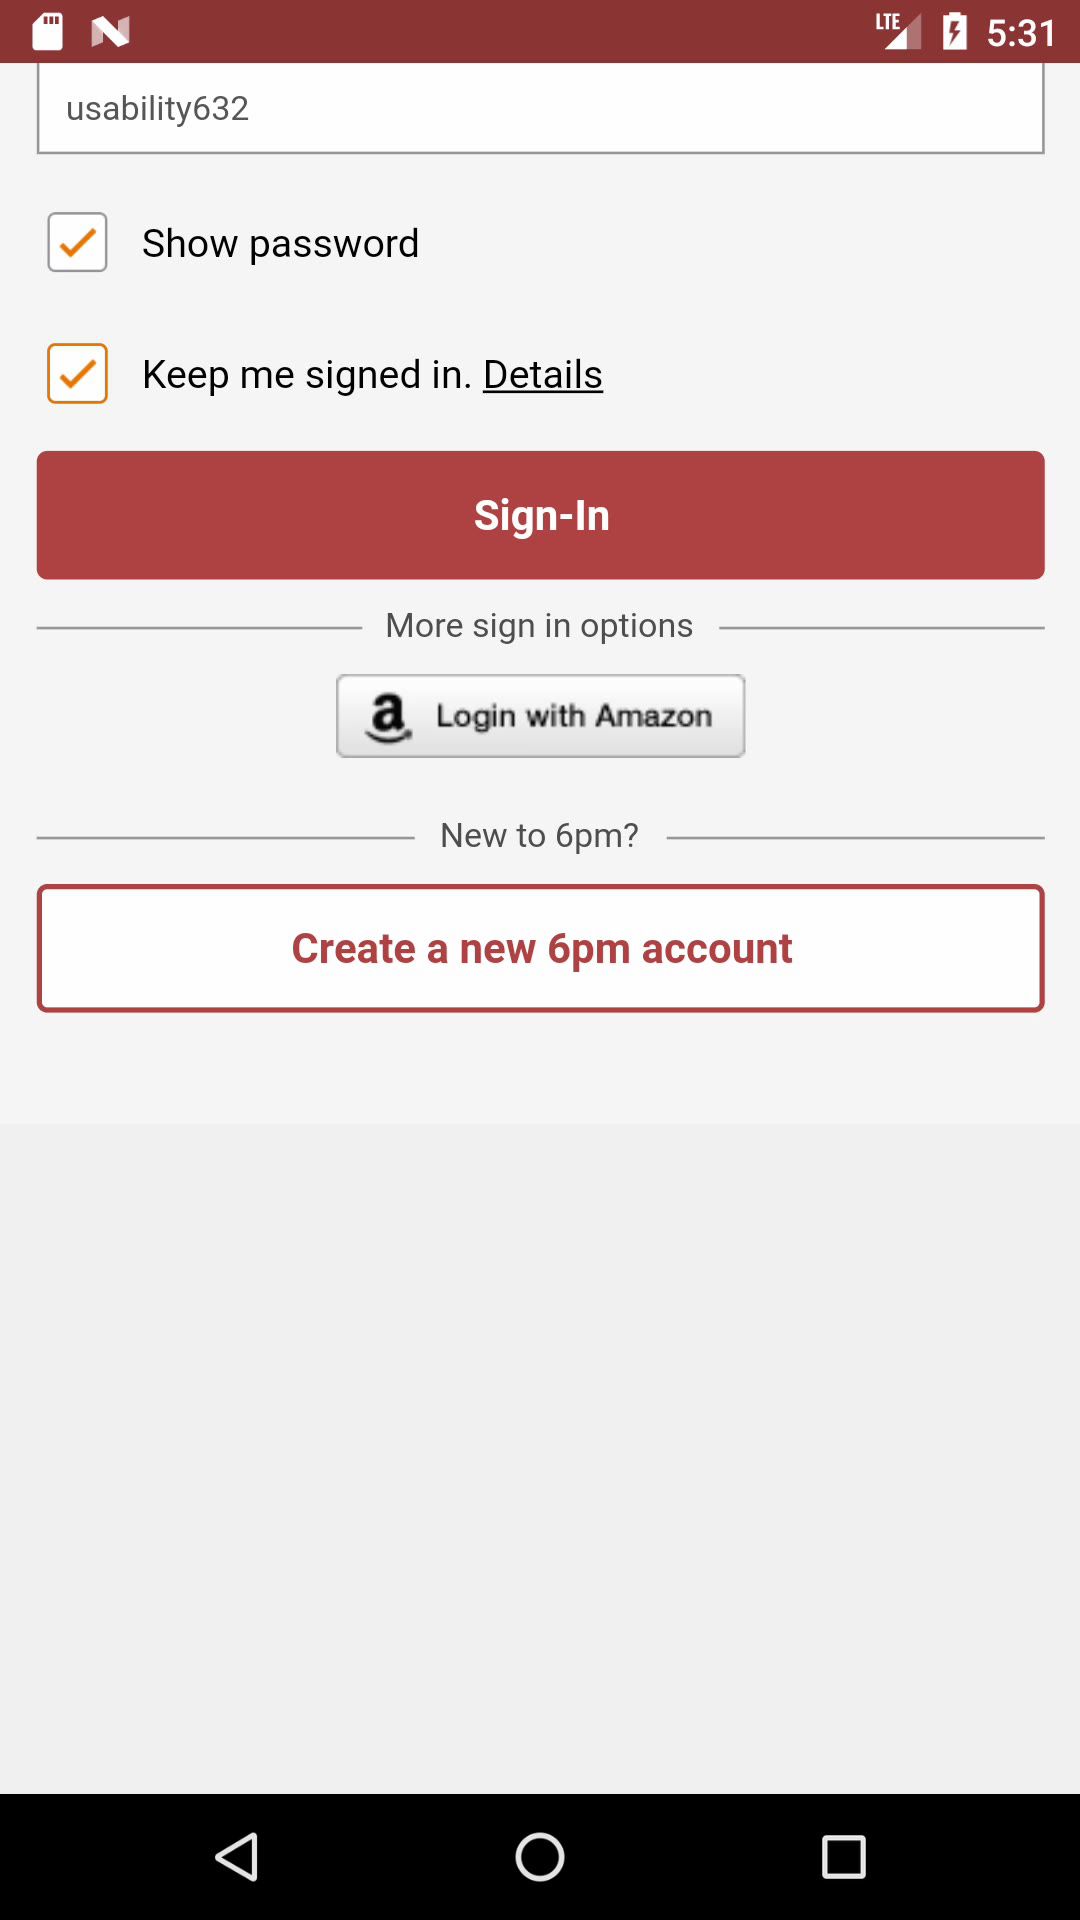 LTE 5:31
usability632
Show password
Keep me signed in. Details
Sign-In
More sign in options
a Login with Amazon
New to 6pm?
Create a new 6pm account